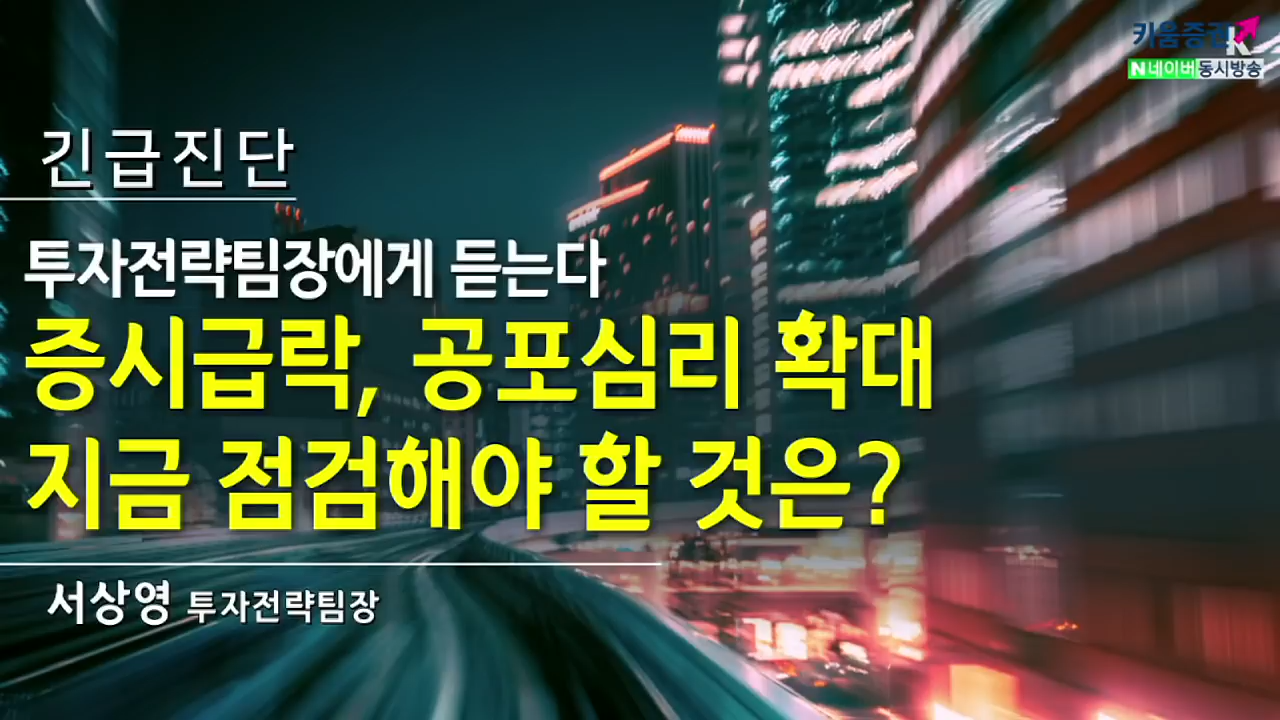 키움증권
N 네이버 동시방송
긴급진단
투자전략팀장에게 듣는다
증시급락, 공포심리 확대
지금 점검해야 할 것은?
서상영 투자전략팀장